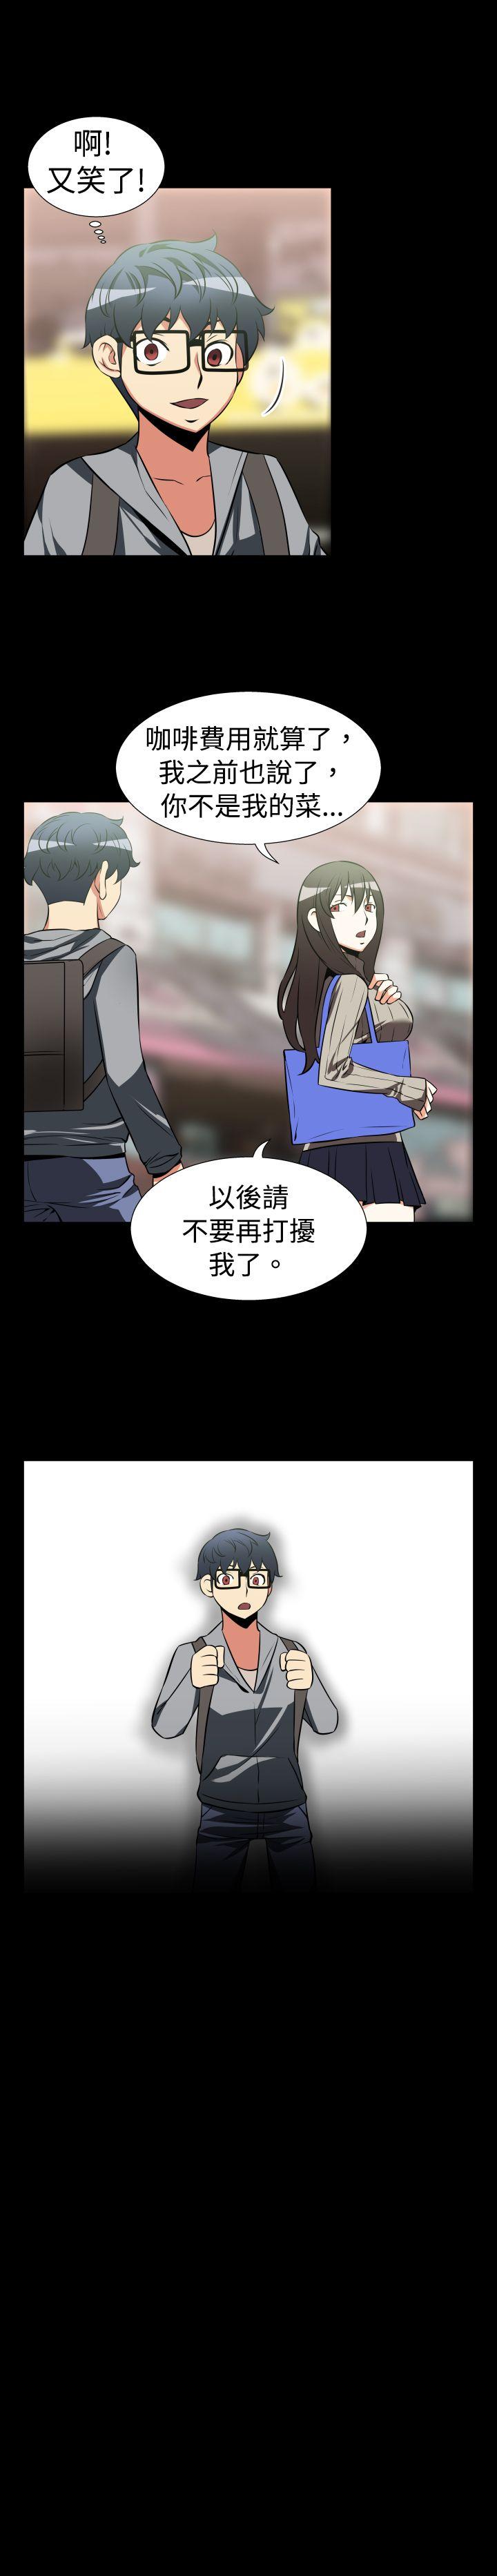 啊!
又笑了!
咖啡費用就算了，
我之前也說了，
你不是我的菜...
以後請
不要再打擾
我了。